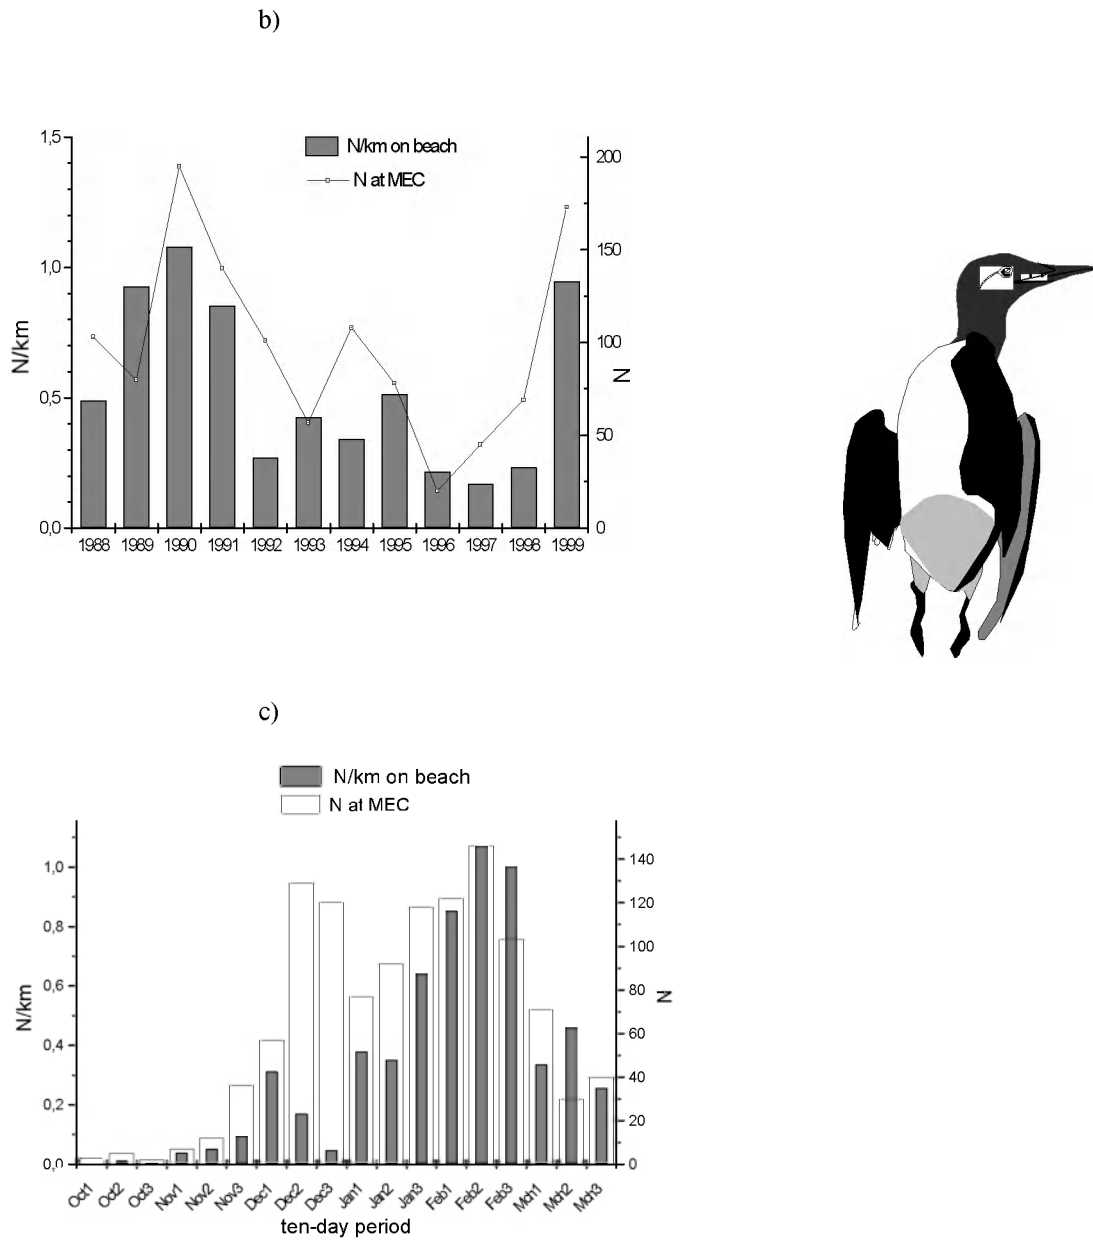 b)
N/km on beach
N at MEC
1,5
1,0
0,5
0,0
N/km
200
150
100
50
0
N
1988 1989 1990 1991 1992 1993 1994 1995 1996 1997 1998 1999
c)
N/km on beach
N at MEC
1,0
0,8
0,6
0,4
0,2
0,0
N/km
140
120
100
80
60
40
20
0
N
Oct1 Oct2 Oct3 Nov1 Nov2 Nov3 Dec1 Dec2 Dec3 Jan1 Jan2 Jan3 Feb1 Feb2 Feb3 Mch1 Mch2 Mch3
ten-day period